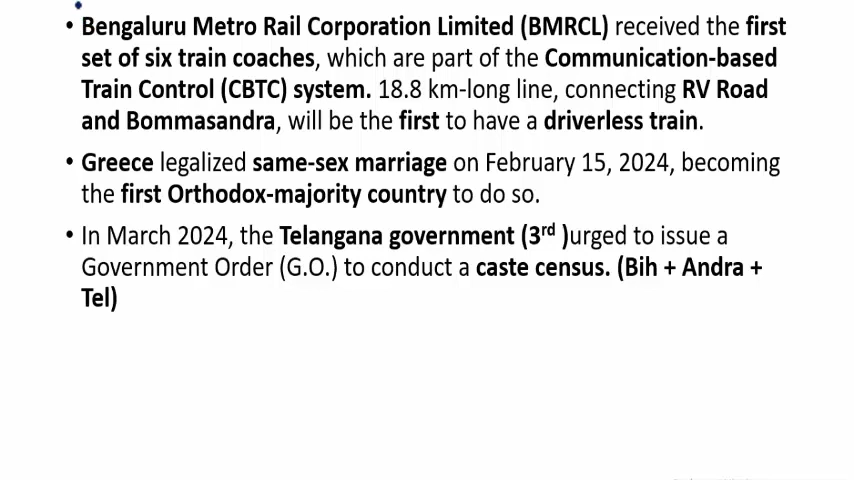 • Bengaluru Metro Rail Corporation Limited (BMRCL) received the first
set of six train coaches, which are part of the Communication-based
Train Control (CBTC) system. 18.8 km-long line, connecting RV Road
and Bommasandra, will be the first to have a driverless train.
• Greece legalized same-sex marriage on February 15, 2024, becoming
the first Orthodox-majority country to do so.
• In March 2024, the Telangana government (3rd )urged to issue a
Government Order (G.O.) to conduct a caste census. (Bih + Andra +
Tel)